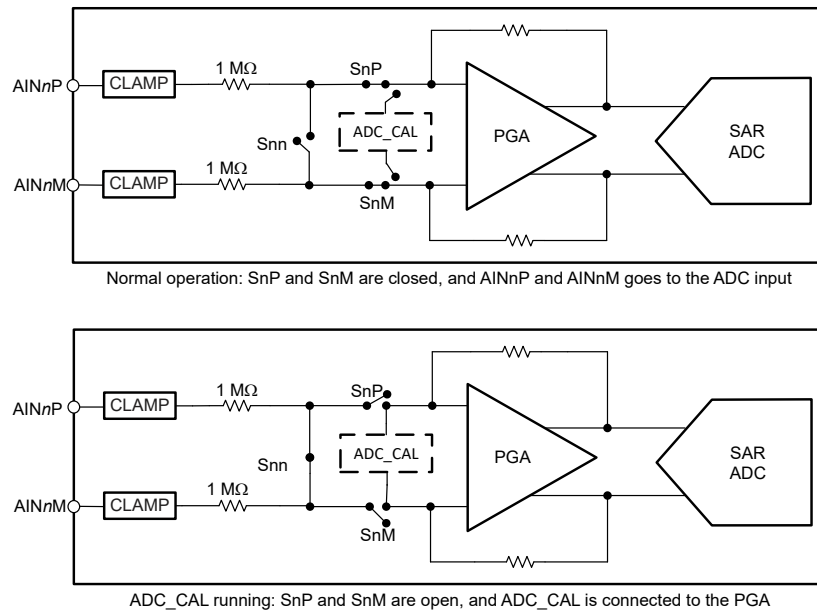 1 MΩ
SnP
AINnP
CLAMP
ADC_CAL
PGA
SAR
ADC
Snn
1 MΩ
AINnM
CLAMP
SnM
Normal operation: SnP and SnM are closed, and AINnP and AINnM goes to the ADC input
1 MΩ
SnP
AINnP
CLAMP
ADC_CAL
PGA
SAR
ADC
Snn
1 MΩ
AINnM
CLAMP
SnM
ADC_CAL running: SnP and SnM are open, and ADC_CAL is connected to the PGA